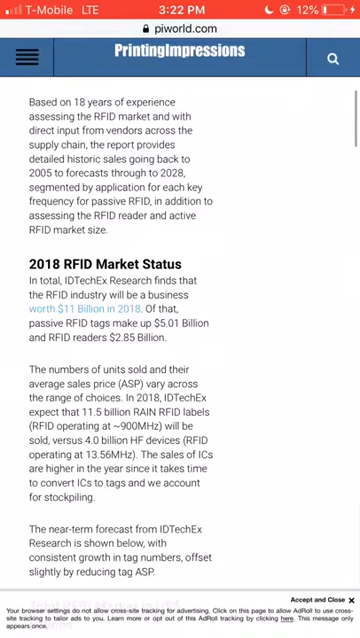 T-Mobile LTE 3:22 PM 12%
piworld.com
PrintingImpressions
Based on 18 years of experience
assessing the RFID market and with
direct input from vendors across the
supply chain, the report provides
detailed historic sales going back to
2005 to forecasts through to 2028,
segmented by application for each key
frequency for passive RFID, in addition to
assessing the RFID reader and active
RFID market size.
2018 RFID Market Status
In total, IDTechEx Research finds that
the RFID industry will be a business
worth $11 Billion in 2018. Of that,
passive RFID tags make up $5.01 Billion
and RFID readers $2.85 Billion.
The numbers of units sold and their
average sales price (ASP) vary across
the range of choices. In 2018, IDTechEx
expect that 11.5 billion RAIN RFID labels
(RFID operating at ~900MHz) will be
sold, versus 4.0 billion HF devices (RFID
operating at 13.56MHz). The sales of ICs
are higher in the year since it takes time
to convert ICs to tags and we account
for stockpiling.
The near-term forecast from IDTechEx
Research is shown below, with
consistent growth in tag numbers, offset
slightly by reducing tag ASP.
Accept and Close ✕
Your browser settings do not allow cross-site tracking for advertising. Click on this page to allow AdRoll to use cross-
site tracking to tailor ads to you. Learn more or opt out of this AdRoll tracking by clicking here. This message only
appears once.